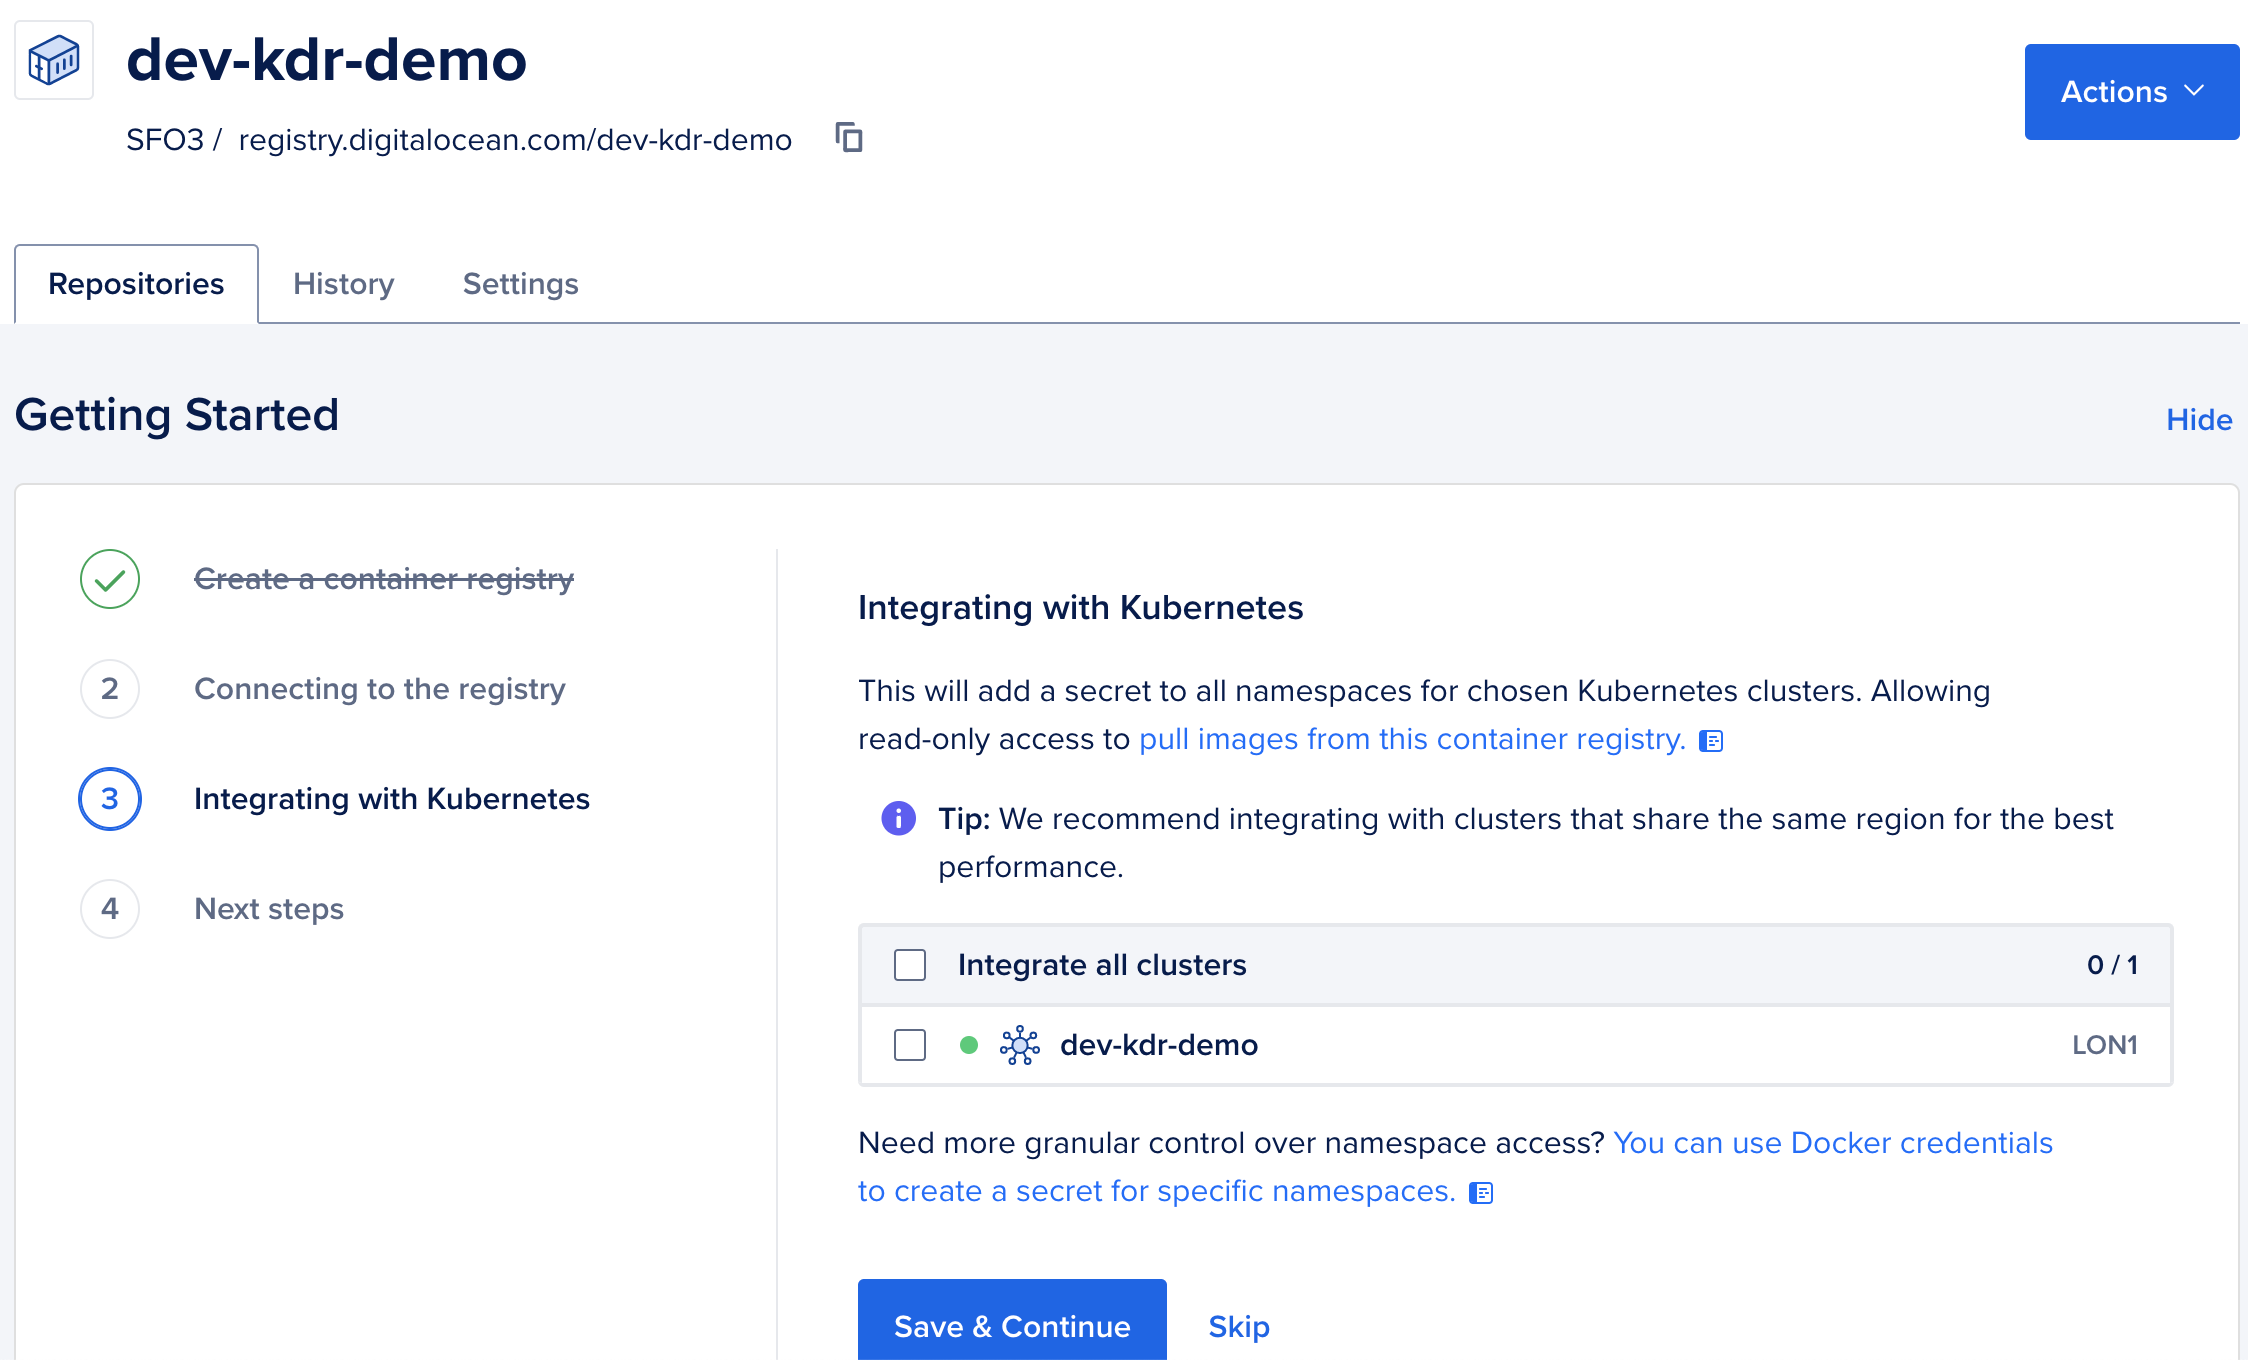 dev-kdr-demo
SFO3 / registry.digitalocean.com/dev-kdr-demo
Actions
Repositories
History
Settings
Getting Started
Hide
Create a container registry
2
Connecting to the registry
3
Integrating with Kubernetes
4
Next steps
Integrating with Kubernetes
This will add a secret to all namespaces for chosen Kubernetes clusters. Allowing
read-only access to pull images from this container registry.
Tip: We recommend integrating with clusters that share the same region for the best
performance.
Integrate all clusters
0 / 1
dev-kdr-demo
LON1
Need more granular control over namespace access? You can use Docker credentials
to create a secret for specific namespaces.
Save & Continue
Skip